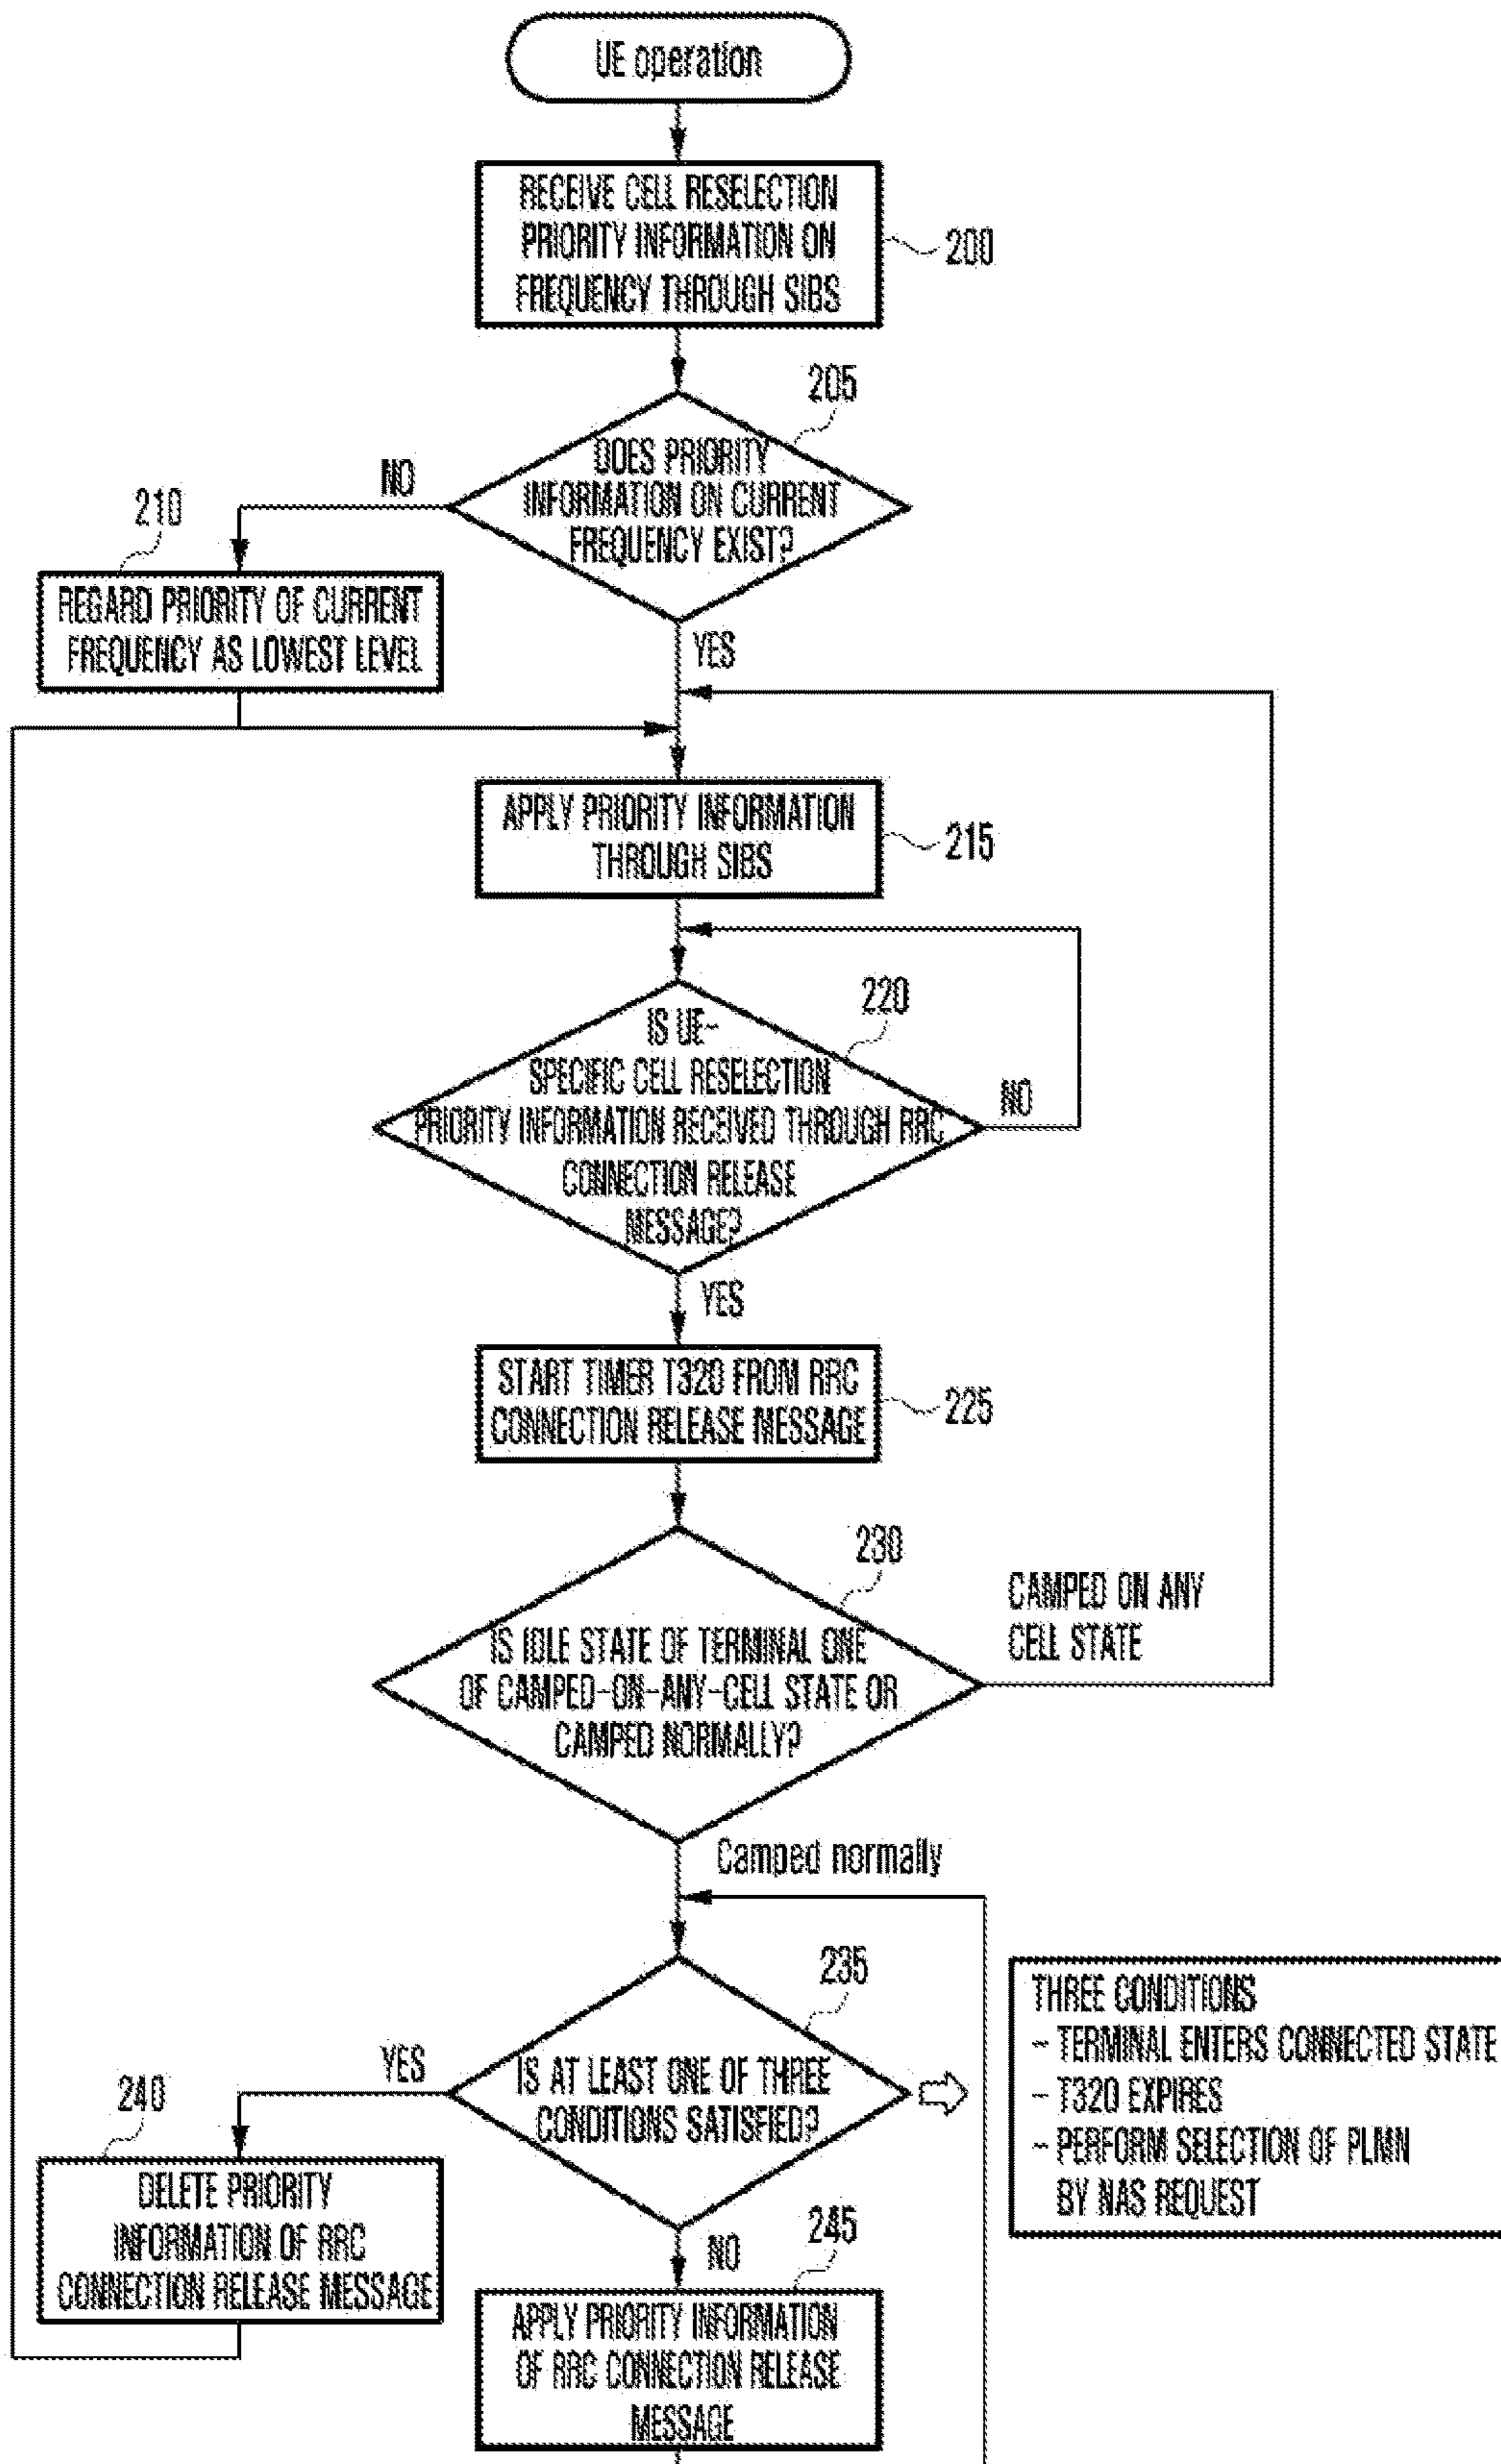 UE operation
RECEIVE CELL RESELECTION
PRIORITY INFORMATION ON
FREQUENCY THROUGH SIBS
200
205
DOES PRIORITY
INFORMATION ON CURRENT
FREQUENCY EXIST?
NO
210
REGARD PRIORITY OF CURRENT
FREQUENCY AS LOWEST LEVEL
YES
APPLY PRIORITY INFORMATION
THROUGH SIBS
215
220
IS UE-
SPECIFIC CELL RESELECTION
PRIORITY INFORMATION RECEIVED THROUGH RRC
CONNECTION RELEASE
MESSAGE?
NO
YES
START TIMER T320 FROM RRC
CONNECTION RELEASE MESSAGE
225
230
IS IDLE STATE OF TERMINAL ONE
OF CAMPED-ON-ANY-CELL STATE OR
CAMPED NORMALLY?
CAMPED ON ANY
CELL STATE
Camped normally
235
IS AT LEAST ONE OF THREE
CONDITIONS SATISFIED?
THREE CONDITIONS
- TERMINAL ENTERS CONNECTED STATE
- T320 EXPIRES
- PERFORM SELECTION OF PLMN
BY NAS REQUEST
YES
240
DELETE PRIORITY
INFORMATION OF RRC
CONNECTION RELEASE MESSAGE
NO
245
APPLY PRIORITY INFORMATION
OF RRC CONNECTION RELEASE
MESSAGE